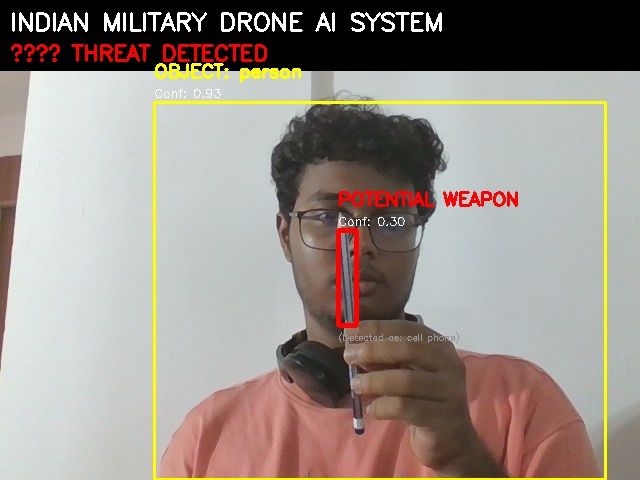 INDIAN MILITARY DRONE AI SYSTEM
???? THREAT DETECTED
OBJECT: person
Conf: 0.93
POTENTIAL WEAPON
Conf: 0.30
(Detected as: cell phone)